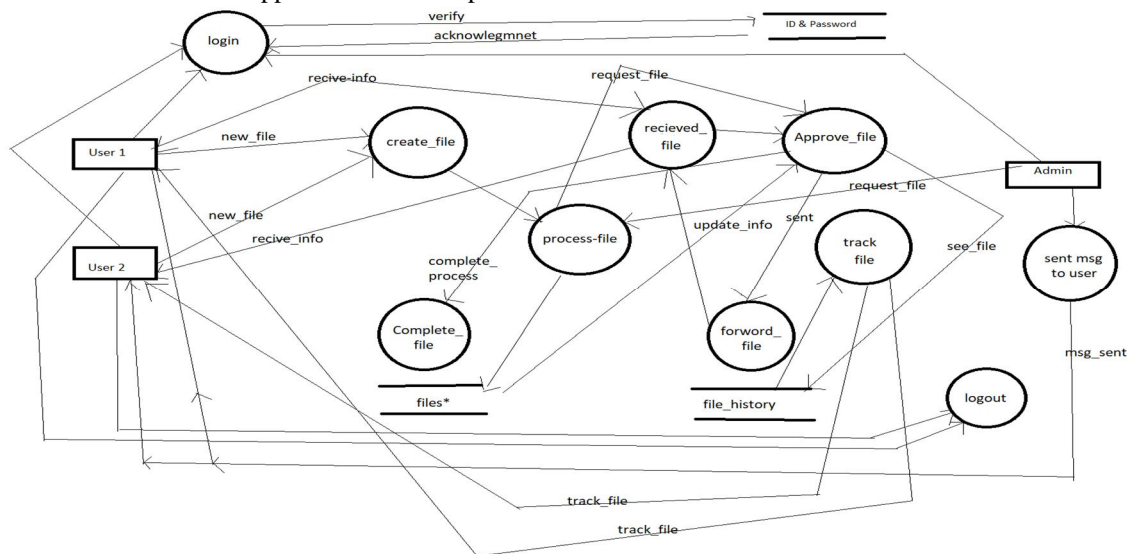 verify
ID & Password
login
acknowlegmnet
recive-info
request_file
recieved_
file
Approve_file
new_file
create_file
User 1
Admin
request_file
new_file
recive_info
process-file
update_info
sent
track
file
see_file
sent msg
to user
User 2
complete_
process
Complete_
file
forword_
file
msg_sent
files*
file_history
logout
track_file
track_file